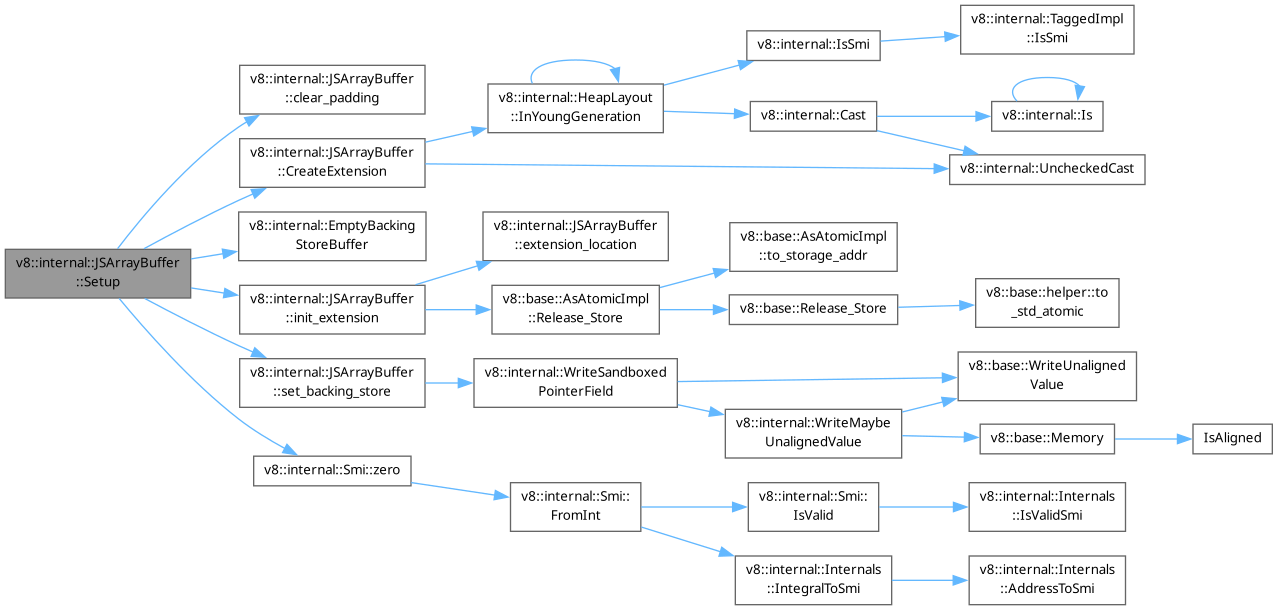 v8::internal::JSArrayBuffer
::Setup
v8::internal::JSArrayBuffer
::clear_padding
v8::internal::JSArrayBuffer
::CreateExtension
v8::internal::HeapLayout
::InYoungGeneration
v8::internal::IsSmi
v8::internal::TaggedImpl
::IsSmi
v8::internal::Cast
v8::internal::Is
v8::internal::UncheckedCast
v8::internal::EmptyBacking
StoreBuffer
v8::internal::JSArrayBuffer
::init_extension
v8::internal::JSArrayBuffer
::extension_location
v8::base::AsAtomicImpl
::Release_Store
v8::base::AsAtomicImpl
::to_storage_addr
v8::base::Release_Store
v8::base::helper::to
_std_atomic
v8::internal::JSArrayBuffer
::set_backing_store
v8::internal::WriteSandboxed
PointerField
v8::base::WriteUnaligned
Value
v8::internal::WriteMaybe
UnalignedValue
v8::base::Memory
IsAligned
v8::internal::Smi::zero
v8::internal::Smi::
FromInt
v8::internal::Smi::
IsValid
v8::internal::Internals
::IsValidSmi
v8::internal::Internals
::IntegralToSmi
v8::internal::Internals
::AddressToSmi